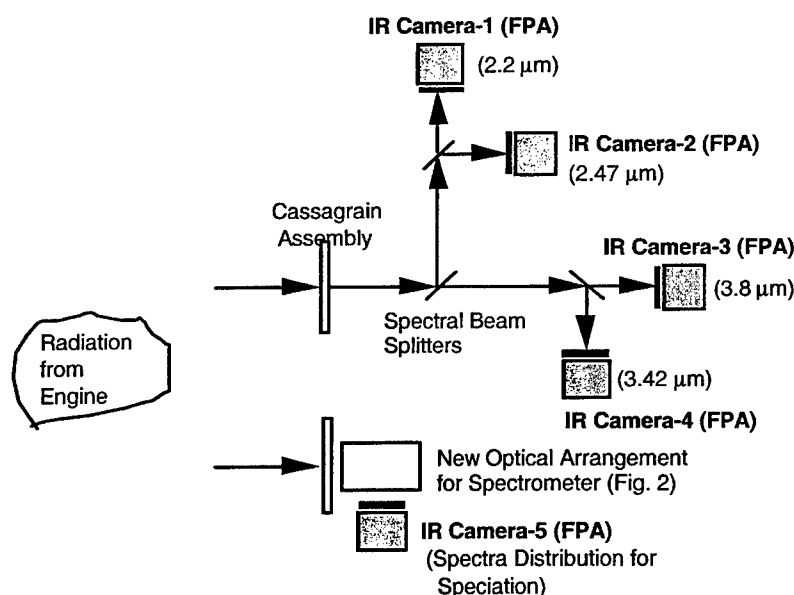 IR Camera-1 (FPA)
(2.2 µm)
IR Camera-2 (FPA)
(2.47 µm)
Cassagrain
Assembly
IR Camera-3 (FPA)
(3.8 µm)
Spectral Beam
Splitters
Radiation
from
Engine
(3.42 µm)
IR Camera-4 (FPA)
New Optical Arrangement
for Spectrometer (Fig. 2)
IR Camera-5 (FPA)
(Spectra Distribution for
Speciation)